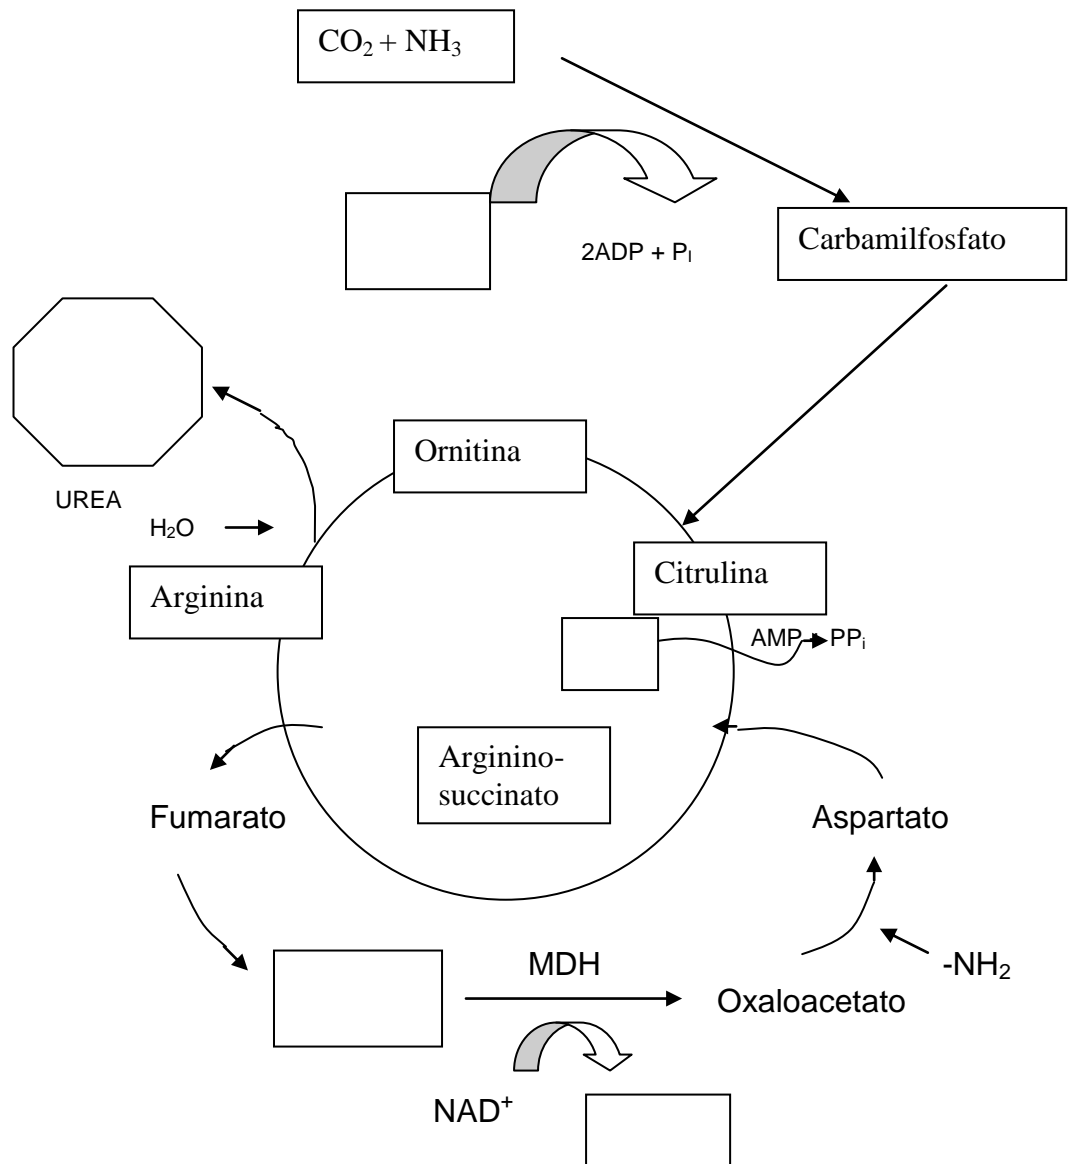 CO₂ + NH₃
Carbamilfosfato
2ADP + Pᵢ
UREA
H₂O
Ornitina
Arginina
Citrulina
AMP + PPᵢ
Arginino-
succinato
Fumarato
Aspartato
MDH
-NH₂
Oxaloacetato
NAD⁺